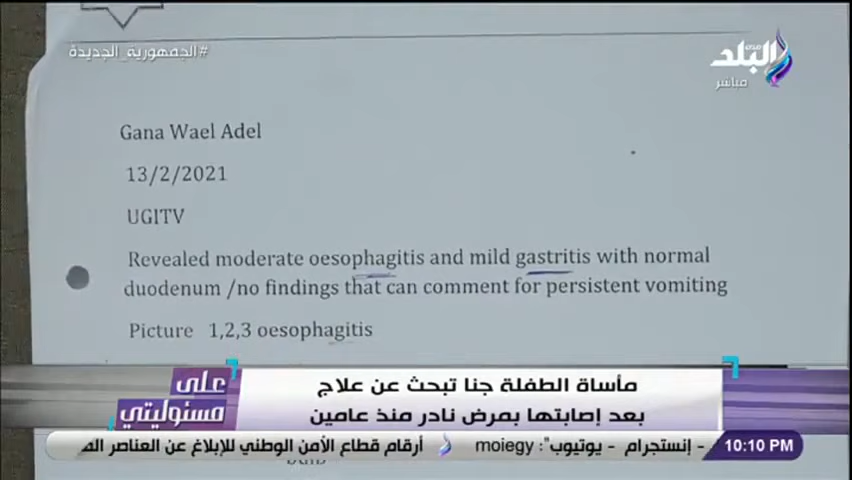 #الجمهورية_الجديدة
صدى
البلد
مباشر
Gana Wael Adel
13/2/2021
UGITV
Revealed moderate oesophagitis and mild gastritis with normal
duodenum /no findings that can comment for persistent vomiting
Picture 1,2,3 oesophagitis
على
مسئوليتي
مأساة الطفلة جنا تبحث عن علاج
بعد إصابتها بمرض نادر منذ عامين
- إنستجرام - يوتيوب": moiegy
أرقام قطاع الأمن الوطني للإبلاغ عن العناصر
10:10 PM